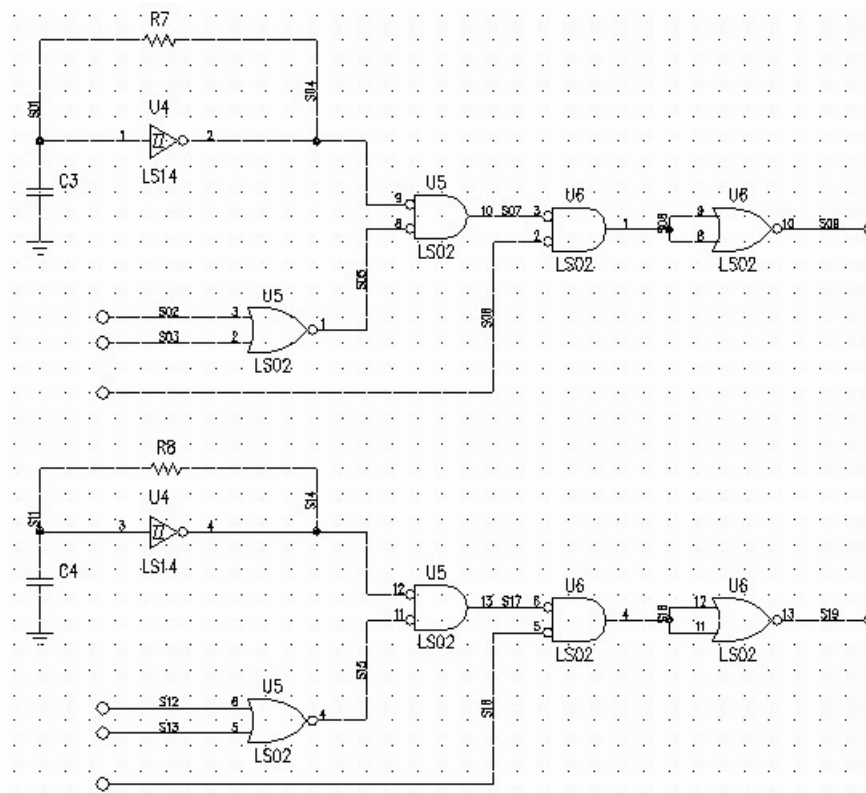 R7
S01
S04
U4
1 2
LS14
C3
U5
9
8
10 S07
LS02
U6
3
2
1
LS02
S08
U6
9
8
10 S09
LS02
S05
S06
U5
S02 3
S03 2
1
LS02
R8
S11
S14
U4
3 4
LS14
C4
U5
12
11
13 S17
LS02
U6
6
5
4
LS02
S18
U6
12
11
13 S19
LS02
S15
U5
S12 6
S13 5
4
LS02